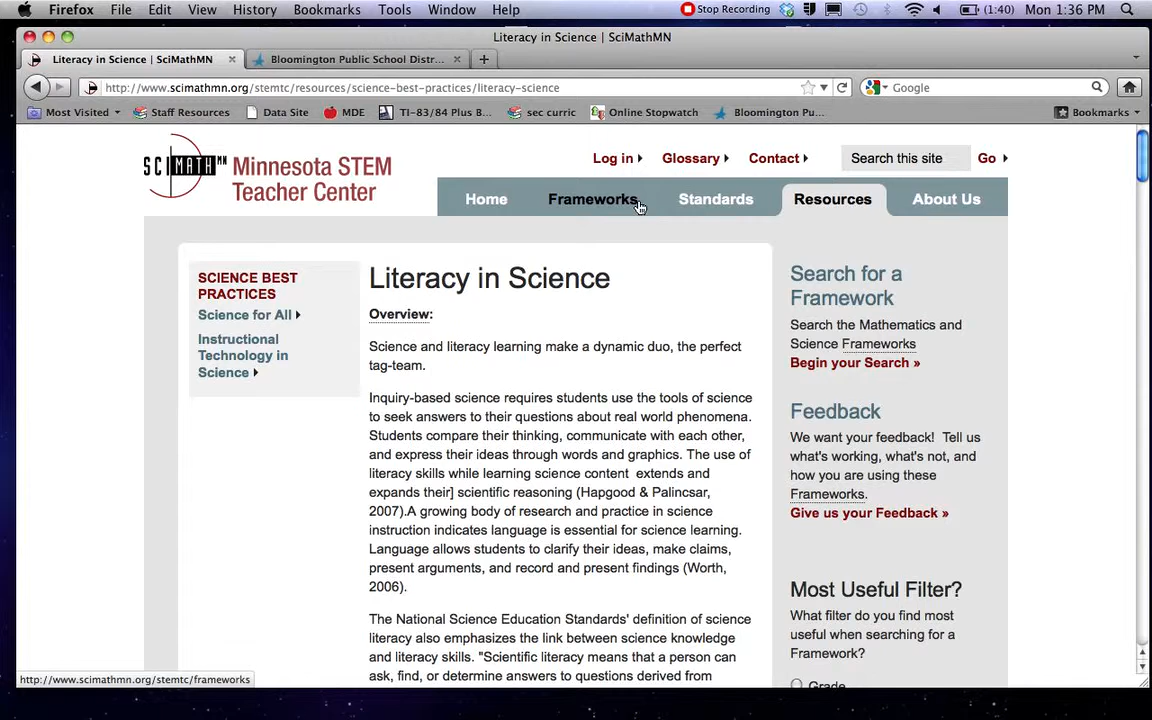 Firefox File Edit View History Bookmarks Tools Window Help Stop Recording (1:40) Mon 1:36 PM
Literacy in Science | SciMathMN
Literacy in Science | SciMathMN Bloomington Public School Distr...
http://www.scimathmn.org/stemtc/resources/science-best-practices/literacy-science Google
Most Visited Staff Resources Data Site MDE TI-83/84 Plus B... sec curric Online Stopwatch Bloomington Pu... Bookmarks
SCIMATHMN Minnesota STEM
Teacher Center
Log in Glossary Contact Search this site Go
Home Frameworks Standards Resources About Us
SCIENCE BEST
PRACTICES
Science for All
Instructional
Technology in
Science
Literacy in Science
Overview:
Science and literacy learning make a dynamic duo, the perfect
tag-team.
Inquiry-based science requires students use the tools of science
to seek answers to their questions about real world phenomena.
Students compare their thinking, communicate with each other,
and express their ideas through words and graphics. The use of
literacy skills while learning science content extends and
expands their] scientific reasoning (Hapgood & Palincsar,
2007).A growing body of research and practice in science
instruction indicates language is essential for science learning.
Language allows students to clarify their ideas, make claims,
present arguments, and record and present findings (Worth,
2006).
The National Science Education Standards' definition of science
literacy also emphasizes the link between science knowledge
and literacy skills. "Scientific literacy means that a person can
ask, find, or determine answers to questions derived from
Search for a
Framework
Search the Mathematics and
Science Frameworks
Begin your Search »
Feedback
We want your feedback! Tell us
what's working, what's not, and
how you are using these
Frameworks.
Give us your Feedback »
Most Useful Filter?
What filter do you find most
useful when searching for a
Framework?
Grade
http://www.scimathmn.org/stemtc/frameworks